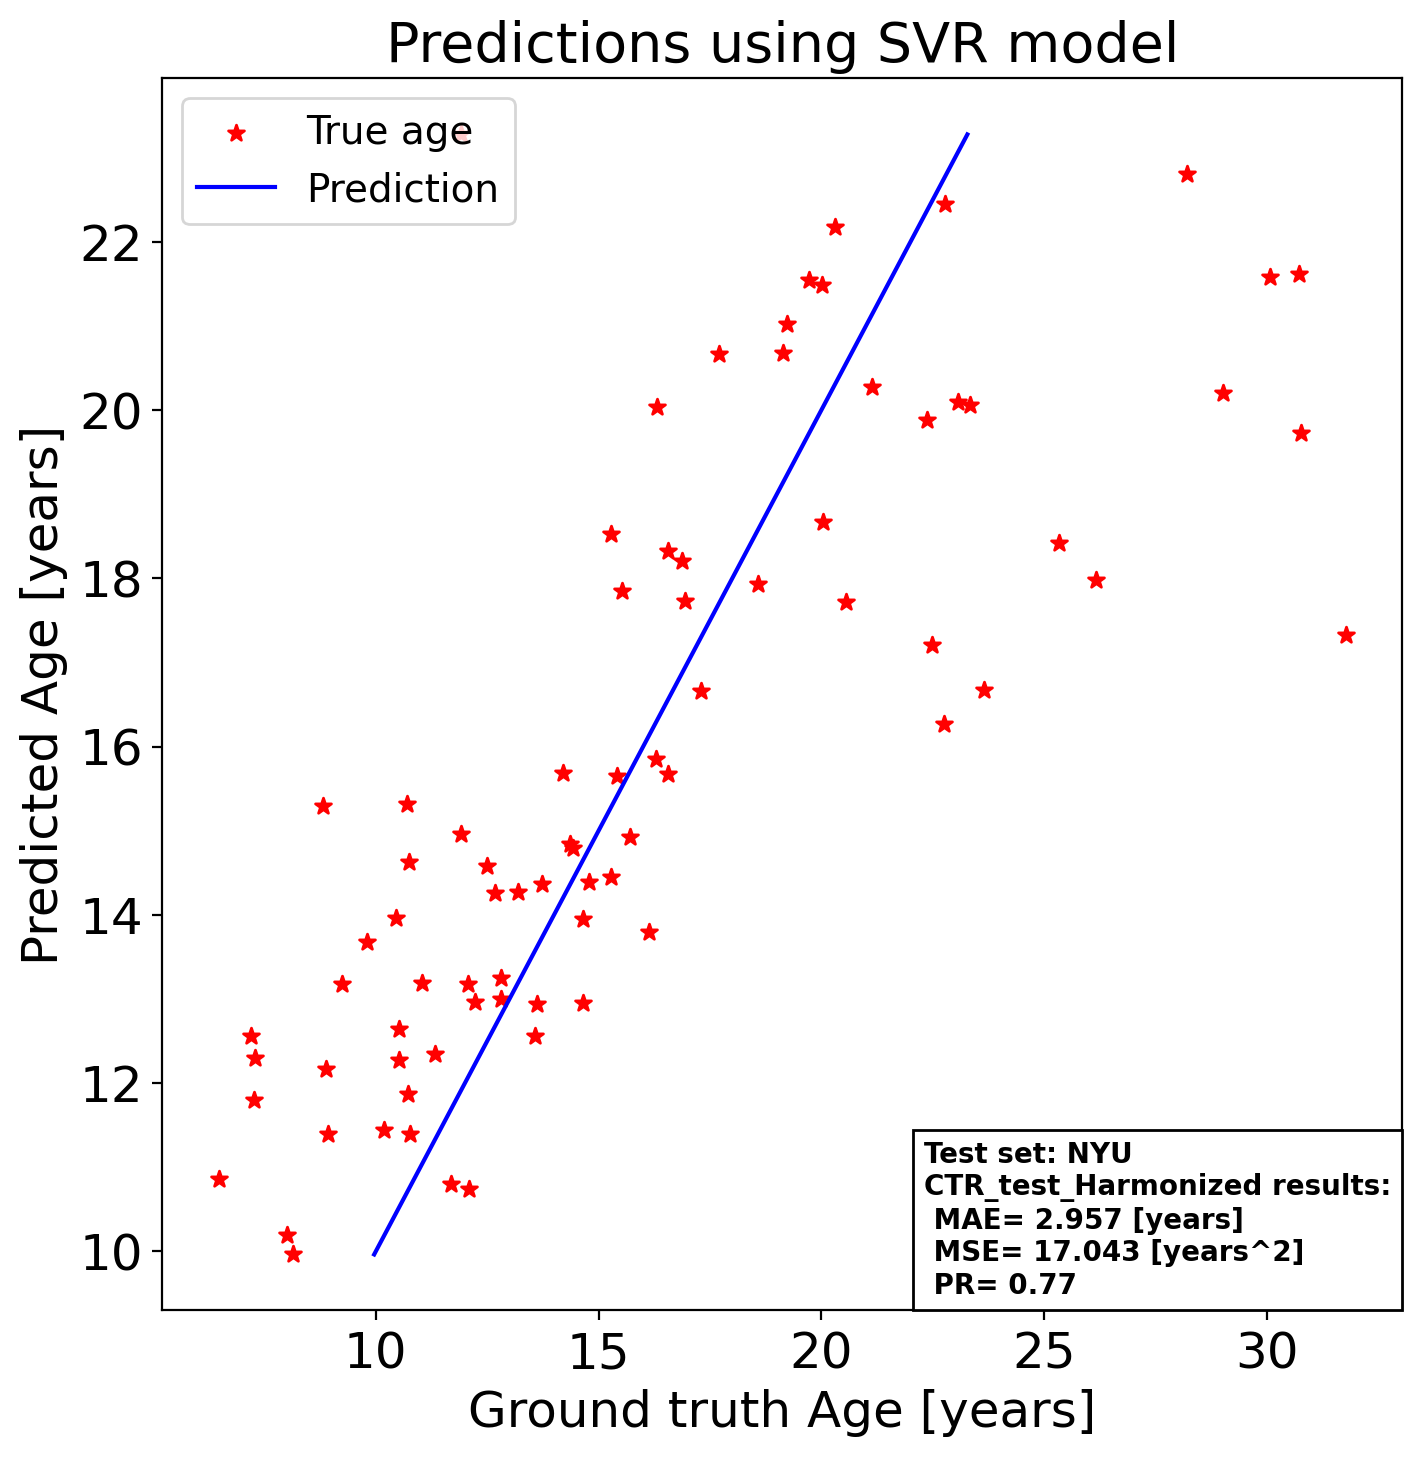 Predictions using SVR model
True age
Prediction
Predicted Age [years]
22
20
18
16
14
12
10
10 15 20 25 30
Ground truth Age [years]
Test set: NYU
CTR_test_Harmonized results:
MAE= 2.957 [years]
MSE= 17.043 [years^2]
PR= 0.77